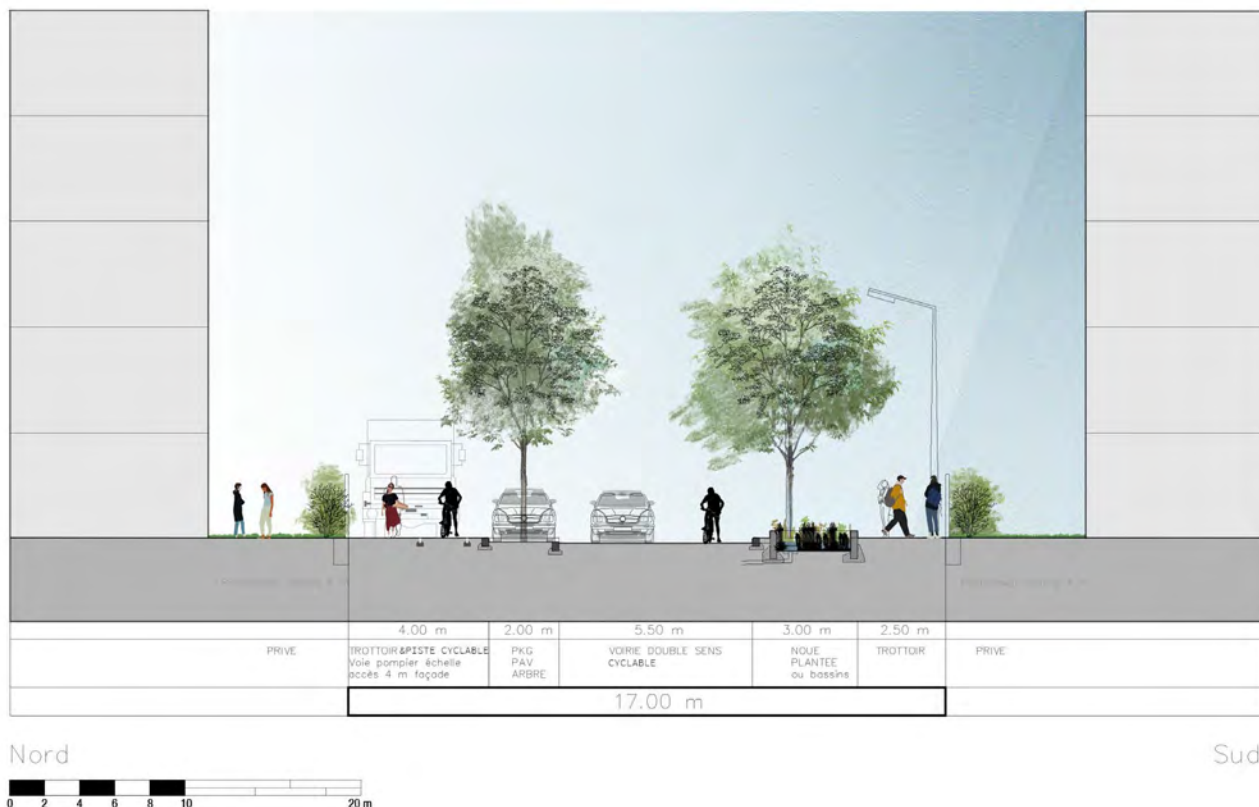 4.00 m
2.00 m
5.50 m
3.00 m
2.50 m
PRIVE
TROTTOIR&PISTE CYCLABLE
Voie pompier échelle
accés 4 m façade
PKG
PAV
ARBRE
VOIRIE DOUBLE SENS
CYCLABLE
NOUE
PLANTEE
ou bassins
TROTTOIR
PRIVE
17.00 m
Nord
Sud
0 2 4 6 8 10 20 m